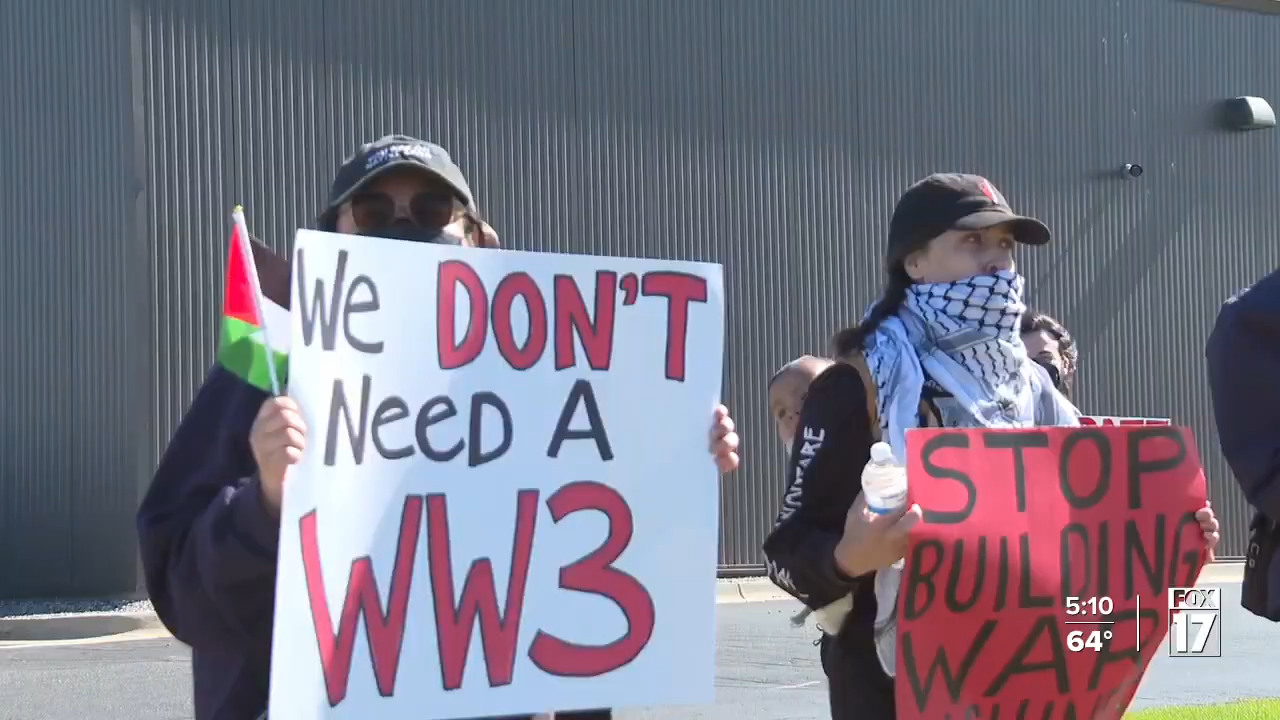 We DON'T
Need A
WW3
STOP
BUILDING
WAR
5:10
64°
FOX
17